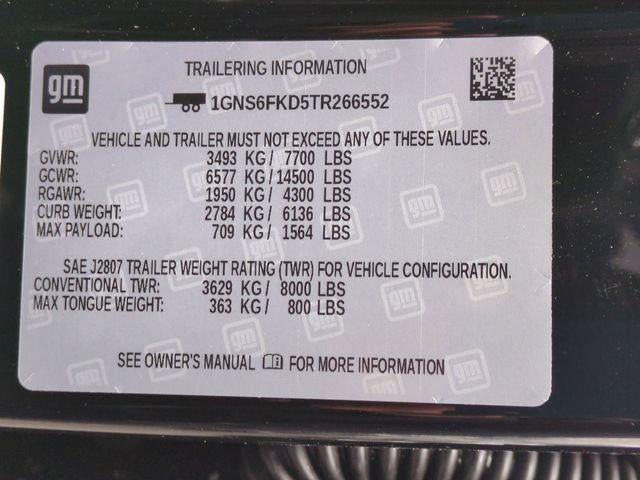 gm
TRAILERING INFORMATION
1GNS6FKD5TR266552
VEHICLE AND TRAILER MUST NOT EXCEED ANY OF THESE VALUES.
GVWR: 3493 KG / 7700 LBS
GCWR: 6577 KG / 14500 LBS
RGAWR: 1950 KG / 4300 LBS
CURB WEIGHT: 2784 KG / 6136 LBS
MAX PAYLOAD: 709 KG / 1564 LBS
SAE J2807 TRAILER WEIGHT RATING (TWR) FOR VEHICLE CONFIGURATION.
CONVENTIONAL TWR: 3629 KG / 8000 LBS
MAX TONGUE WEIGHT: 363 KG / 800 LBS
SEE OWNER'S MANUAL FOR MORE INFORMATION